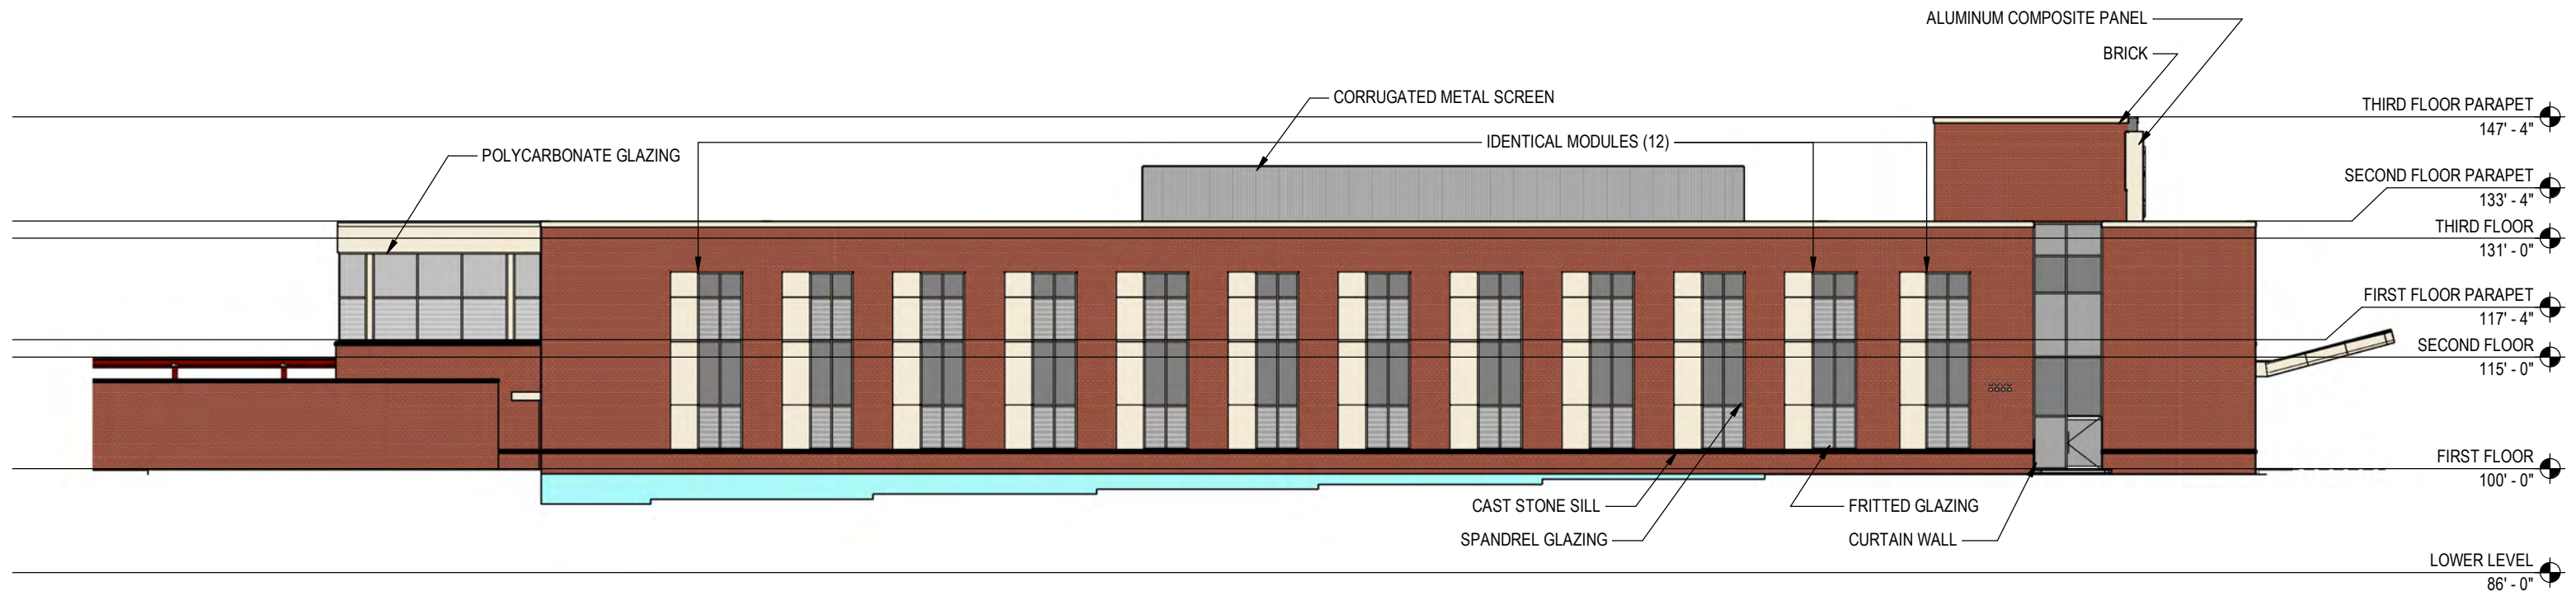 ALUMINUM COMPOSITE PANEL
BRICK
CORRUGATED METAL SCREEN
THIRD FLOOR PARAPET
147' - 4"
IDENTICAL MODULES (12)
POLYCARBONATE GLAZING
SECOND FLOOR PARAPET
133' - 4"
THIRD FLOOR
131' - 0"
FIRST FLOOR PARAPET
117' - 4"
SECOND FLOOR
115' - 0"
FIRST FLOOR
100' - 0"
CAST STONE SILL
FRITTED GLAZING
SPANDREL GLAZING
CURTAIN WALL
LOWER LEVEL
86' - 0"